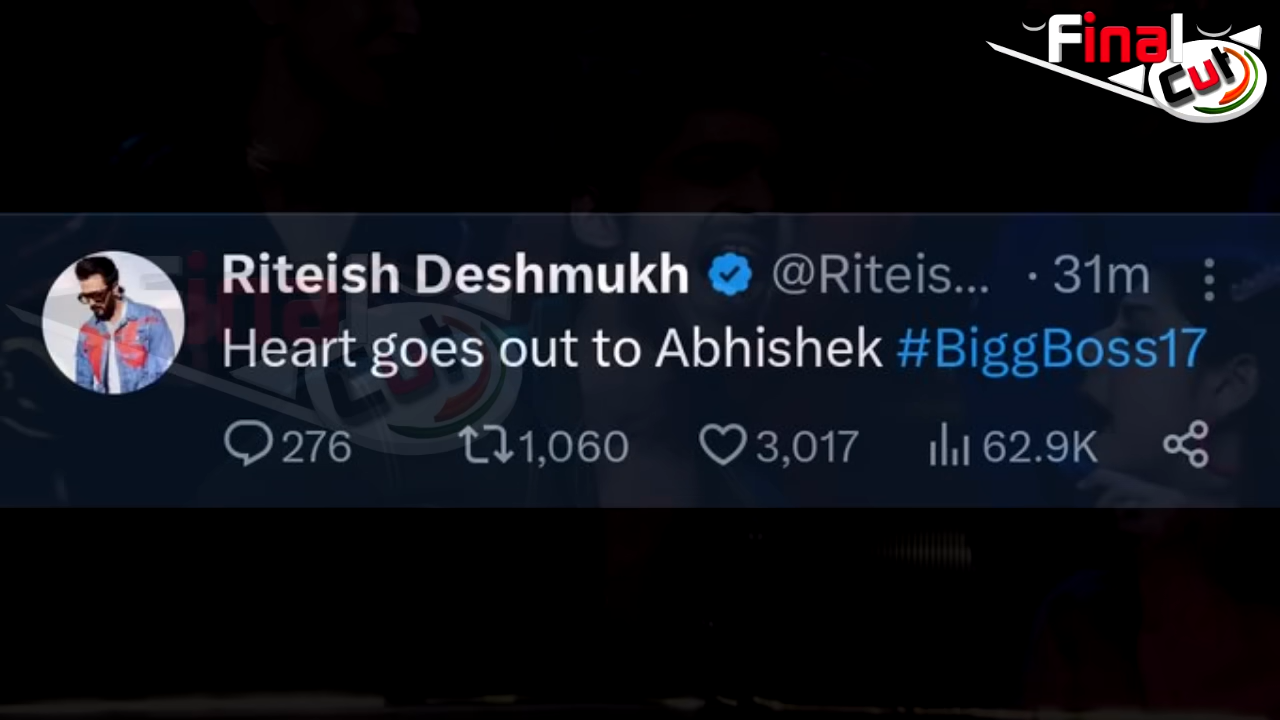 Final
Cut
Riteish Deshmukh @Riteis... · 31m
Heart goes out to Abhishek #BiggBoss17
276 1,060 3,017 62.9K